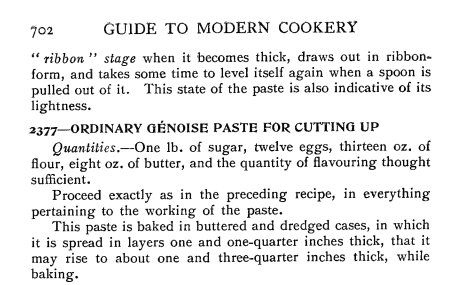 702 GUIDE TO MODERN COOKERY
" ribbon " stage when it becomes thick, draws out in ribbon-
form, and takes some time to level itself again when a spoon is
pulled out of it. This state of the paste is also indicative of its
lightness.
2377—ORDINARY GÉNOISE PASTE FOR CUTTING UP
Quantities.—One lb. of sugar, twelve eggs, thirteen oz. of
flour, eight oz. of butter, and the quantity of flavouring thought
sufficient.
Proceed exactly as in the preceding recipe, in everything
pertaining to the working of the paste.
This paste is baked in buttered and dredged cases, in which
it is spread in layers one and one-quarter inches thick, that it
may rise to about one and three-quarter inches thick, while
baking.